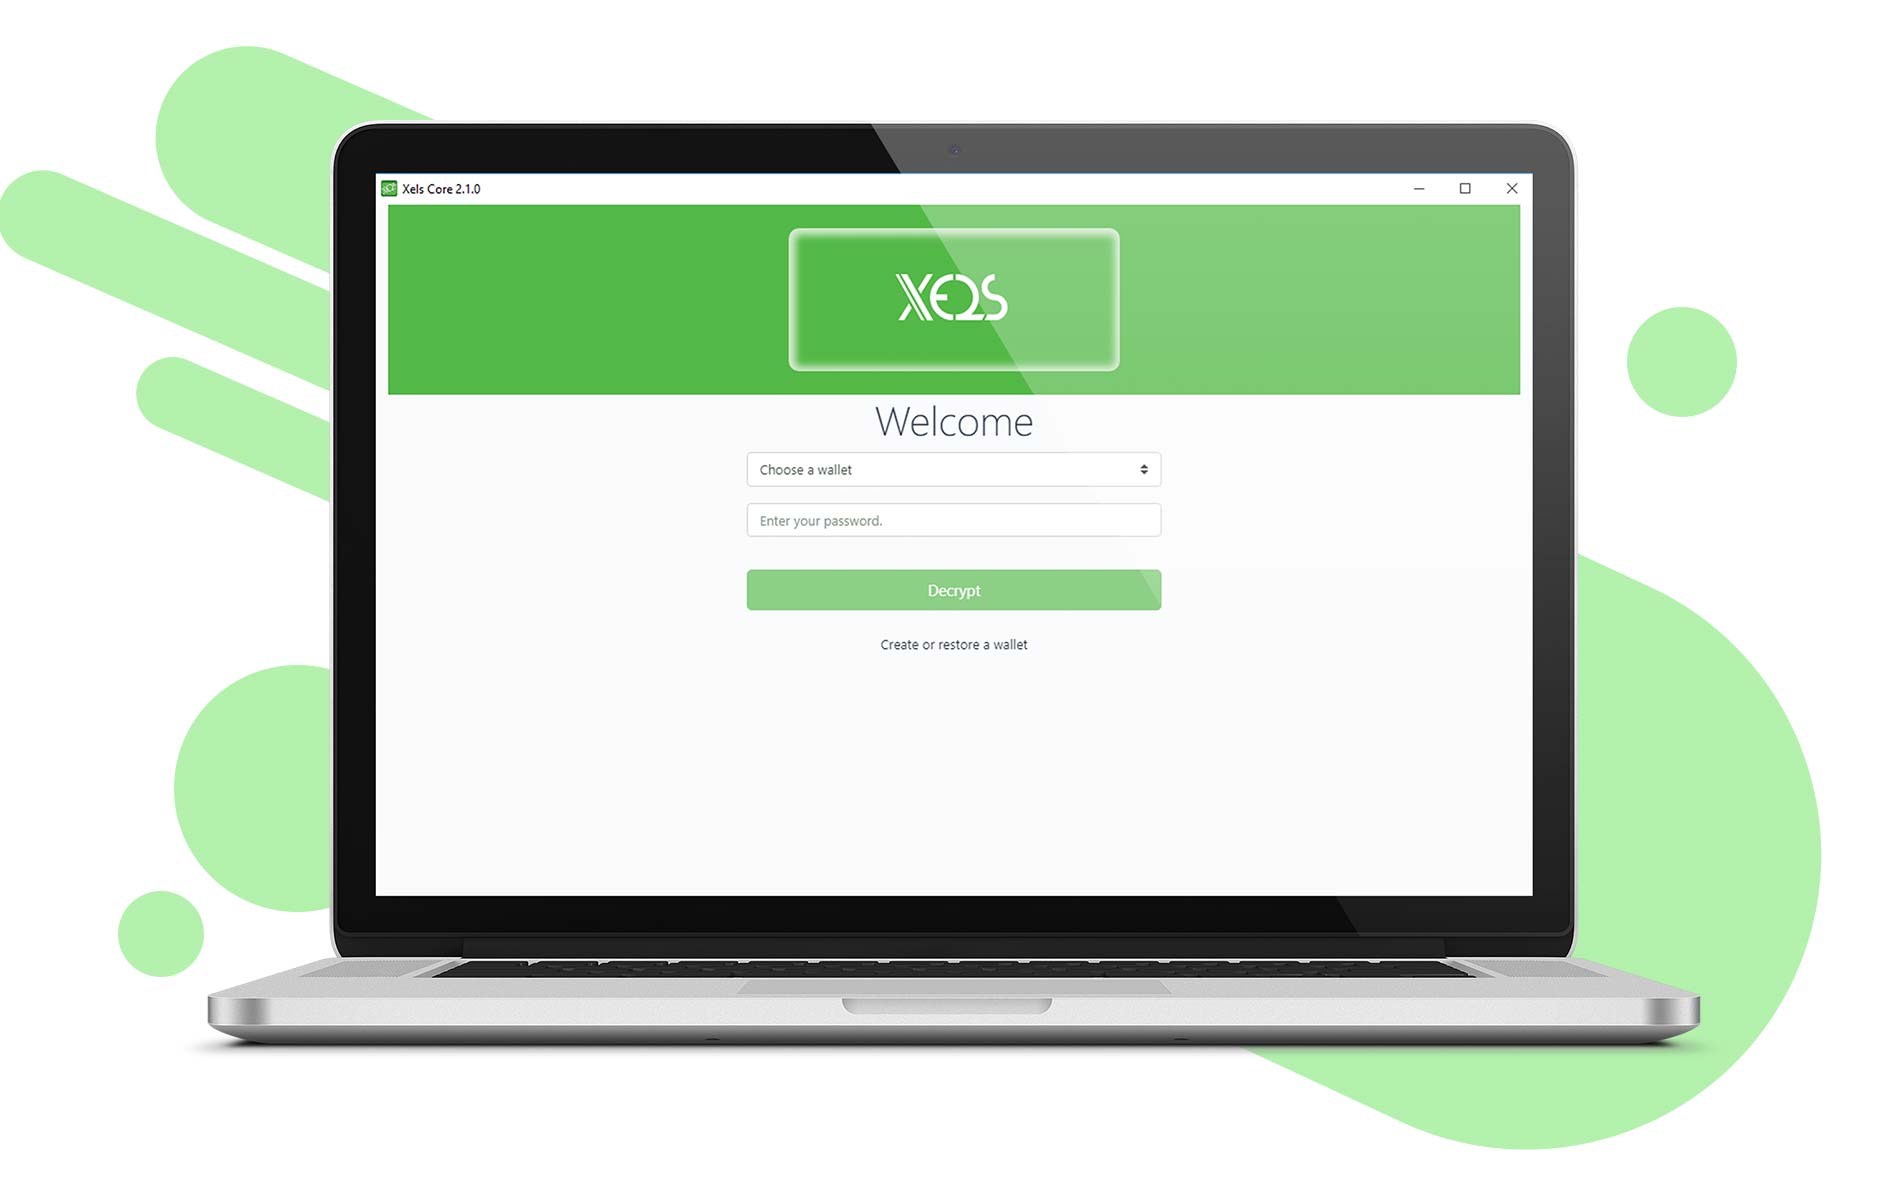 Xels Core 2.1.0
XELS
Welcome
Choose a wallet
Enter your password.
Decrypt
Create or restore a wallet